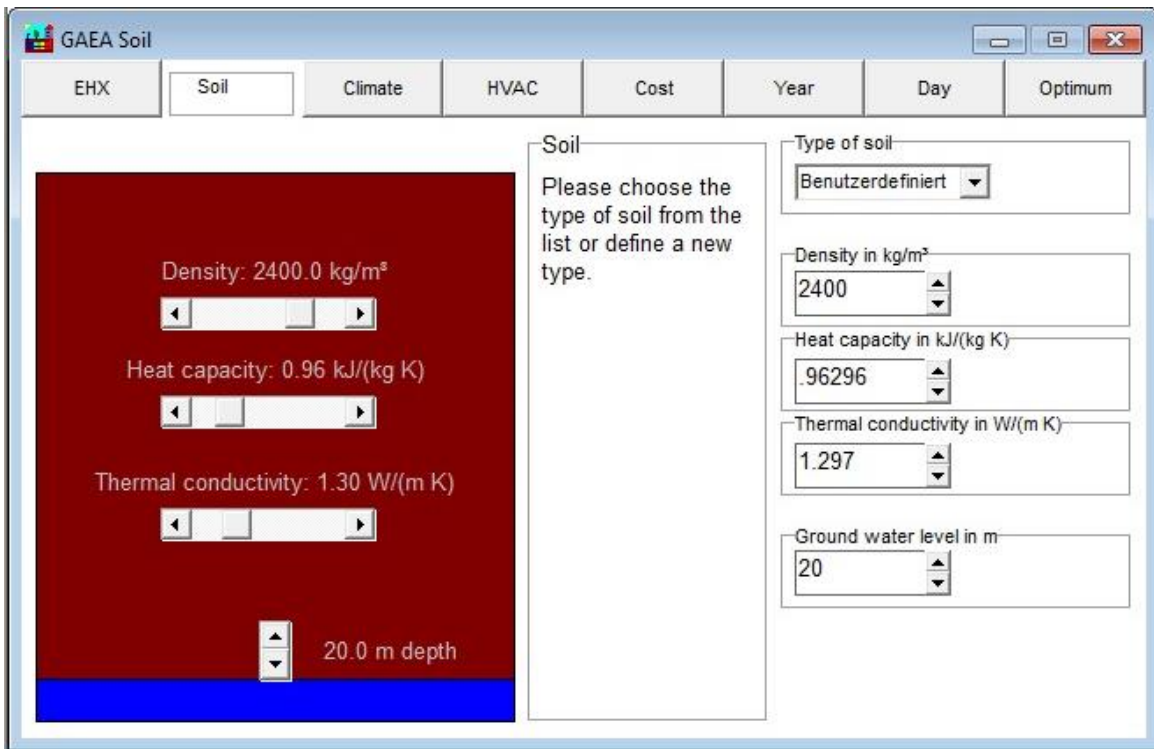 GAEA Soil
EHX
Soil
Climate
HVAC
Cost
Year
Day
Optimum
Density: 2400.0 kg/m³
Heat capacity: 0.96 kJ/(kg K)
Thermal conductivity: 1.30 W/(m K)
20.0 m depth
Soil
Please choose the
type of soil from the
list or define a new
type.
Type of soil
Benutzerdefiniert
Density in kg/m³
2400
Heat capacity in kJ/(kg K)
.96296
Thermal conductivity in W/(m K)
1.297
Ground water level in m
20